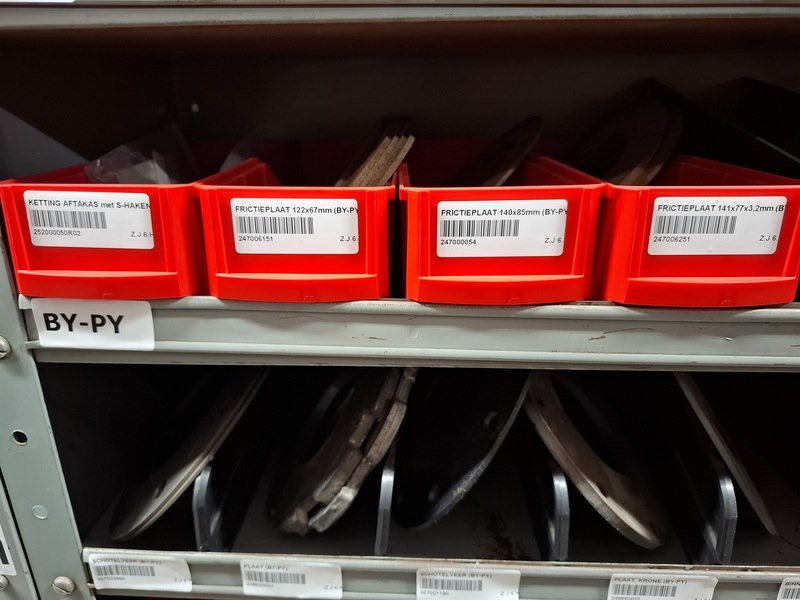 KETTING AFTAKAS met S-HAKEN
252000050R02
Z.J 6.
FRICTIEPLAAT 122x67mm (BY-PY
247006151
Z.J 6.
FRICTIEPLAAT 140x85mm (BY-PY
247000054
Z.J 6.
FRICTIEPLAAT 141x77x3,2mm (B
247006251
Z.J 6.
BY-PY
SCHOTELVEER (BY-PY)
PLAAT (BY-PY)
SCHOTELVEER (BY-PY)
PLAAT, KRONE (BY-PY)